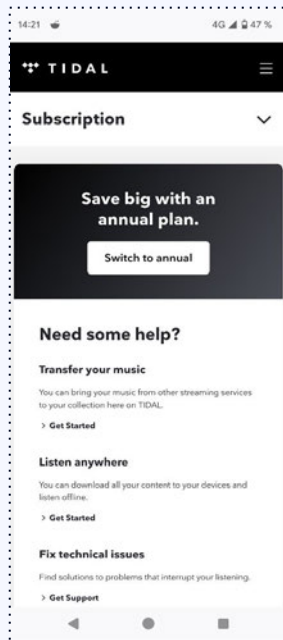 14:21 4G 47 %
TIDAL
Subscription
Save big with an
annual plan.
Switch to annual
Need some help?
Transfer your music
You can bring your music from other streaming services
to your collection here on TIDAL.
> Get Started
Listen anywhere
You can download all your content to your devices and
listen offline.
> Get Started
Fix technical issues
Find solutions to problems that interrupt your listening.
> Get Support